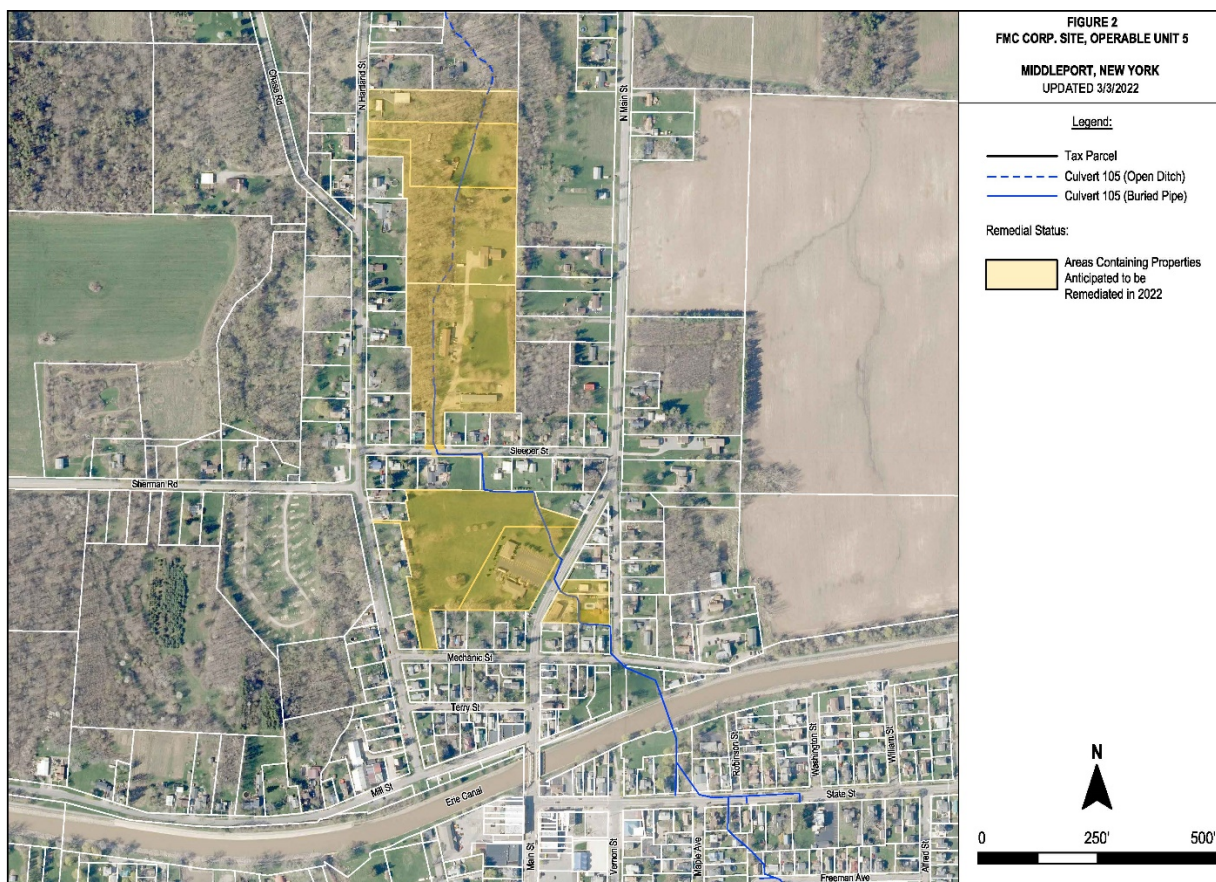 FIGURE 2
FMC CORP. SITE, OPERABLE UNIT 5
MIDDLEPORT, NEW YORK
UPDATED 3/3/2022
Legend:
Tax Parcel
Culvert 105 (Open Ditch)
Culvert 105 (Buried Pipe)
Remedial Status:
Areas Containing Properties
Anticipated to be
Remediated in 2022
N
0 250' 500'
Chase Rd
N Hartland St
N Main St
Sleeper St
Sherman Rd
Mechanic St
Terry St
Mill St
Erie Canal
Main St
Vernon St
Maple Ave
Robinson St
Washington St
William St
State St
Alfred St
Freeman Ave